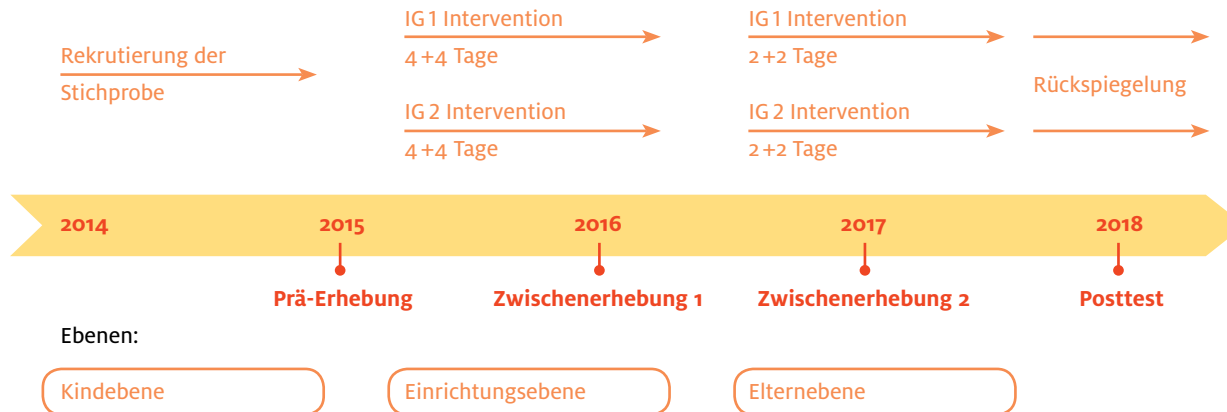 IG 1 Intervention
4+4 Tage
IG 1 Intervention
2+2 Tage
Rekrutierung der
Stichprobe
Rückspiegelung
IG 2 Intervention
4+4 Tage
IG 2 Intervention
2+2 Tage
2014 2015 2016 2017 2018
Prä-Erhebung Zwischenerhebung 1 Zwischenerhebung 2 Posttest
Ebenen:
Kindebene Einrichtungsebene Elternebene